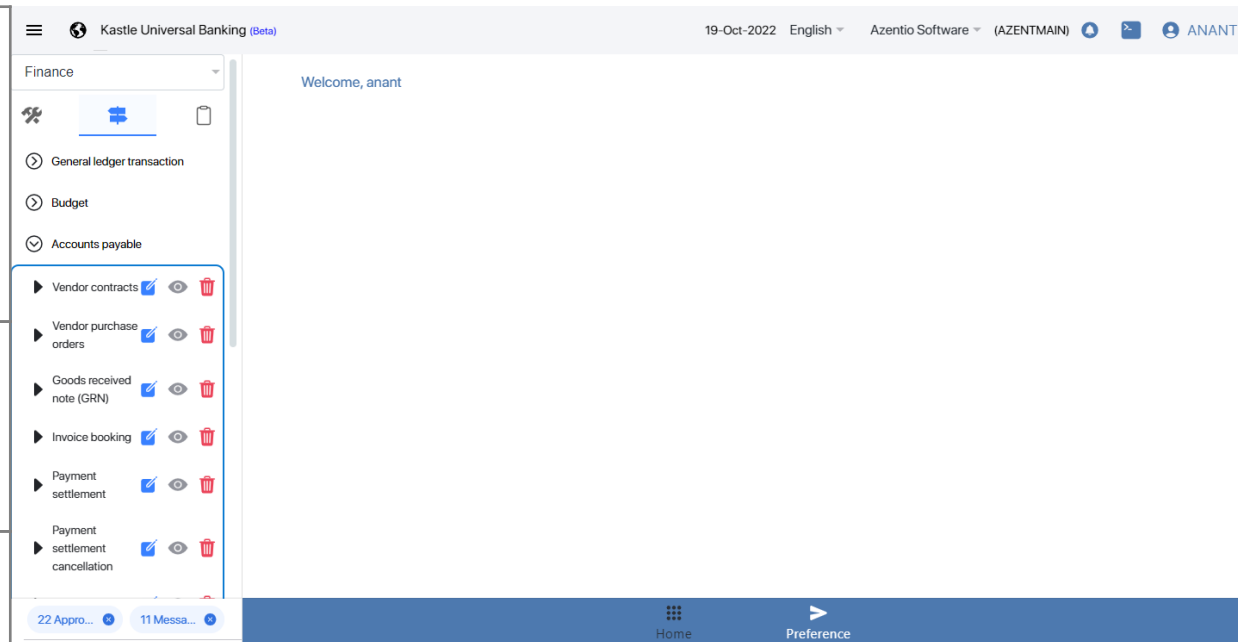 Kastle Universal Banking (Beta)
19-Oct-2022 English Azentio Software (AZENTMAIN) ANANT
Finance
Welcome, anant
General ledger transaction
Budget
Accounts payable
Vendor contracts
Vendor purchase
orders
Goods received
note (GRN)
Invoice booking
Payment
settlement
Payment
settlement
cancellation
22 Appro... 11 Messa...
Home Preference